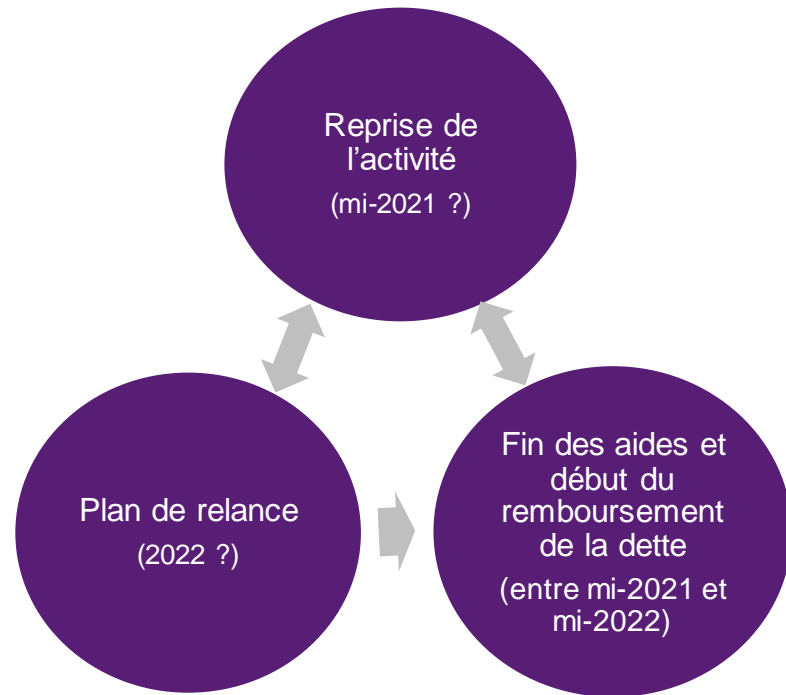 Reprise de
l’activité
(mi-2021 ?)
Plan de relance
(2022 ?)
Fin des aides et
début du
remboursement
de la dette
(entre mi-2021 et
mi-2022)